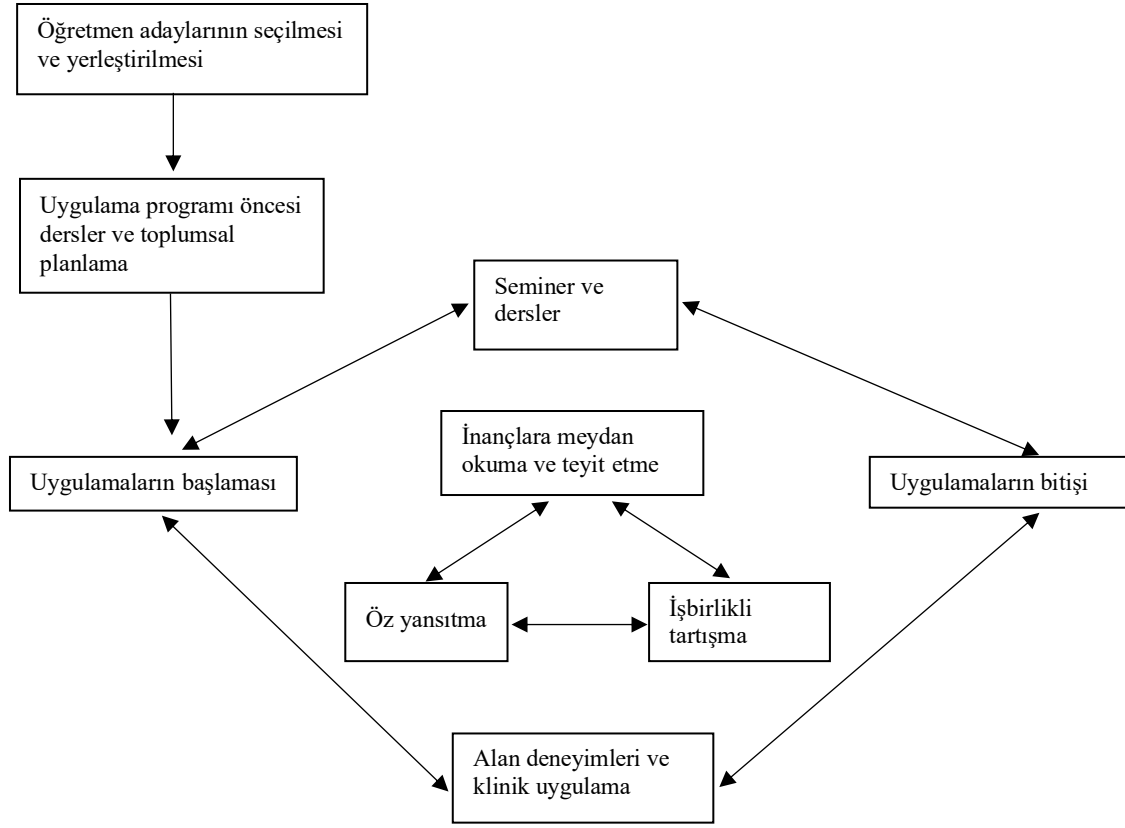 Öğretmen adaylarının seçilmesi
ve yerleştirilmesi
Uygulama programı öncesi
dersler ve toplumsal
planlama
Seminer ve
dersler
İnançlara meydan
okuma ve teyit etme
Uygulamaların başlaması
Uygulamaların bitişi
Öz yansıtma
İşbirlikli
tartışma
Alan deneyimleri ve
klinik uygulama